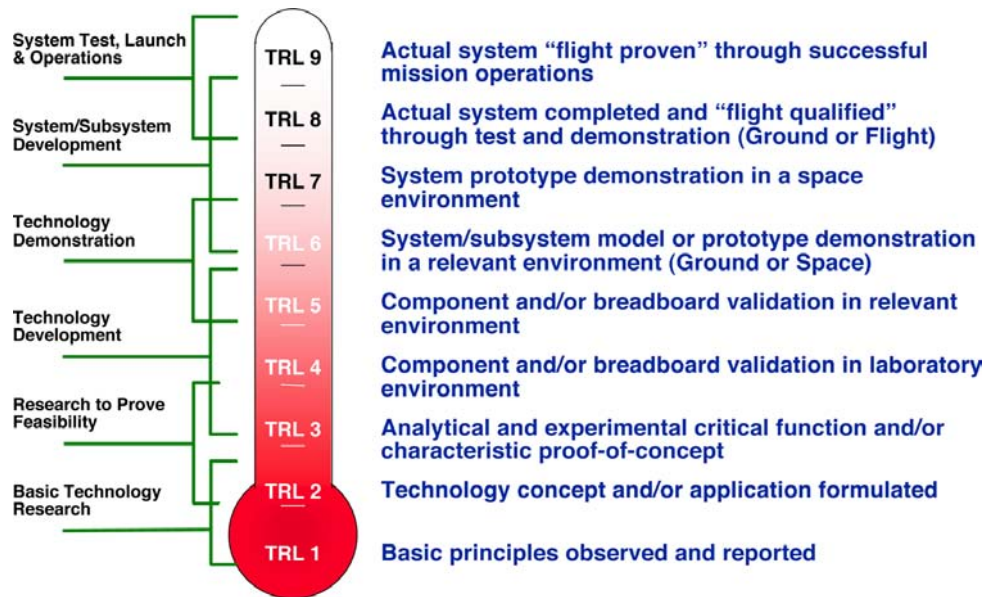 System Test, Launch
& Operations
TRL 9
Actual system “flight proven” through successful
mission operations
System/Subsystem
Development
TRL 8
Actual system completed and “flight qualified”
through test and demonstration (Ground or Flight)
TRL 7
System prototype demonstration in a space
environment
Technology
Demonstration
TRL 6
System/subsystem model or prototype demonstration
in a relevant environment (Ground or Space)
Technology
Development
TRL 5
Component and/or breadboard validation in relevant
environment
TRL 4
Component and/or breadboard validation in laboratory
environment
Research to Prove
Feasibility
TRL 3
Analytical and experimental critical function and/or
characteristic proof-of-concept
Basic Technology
Research
TRL 2
Technology concept and/or application formulated
TRL 1
Basic principles observed and reported